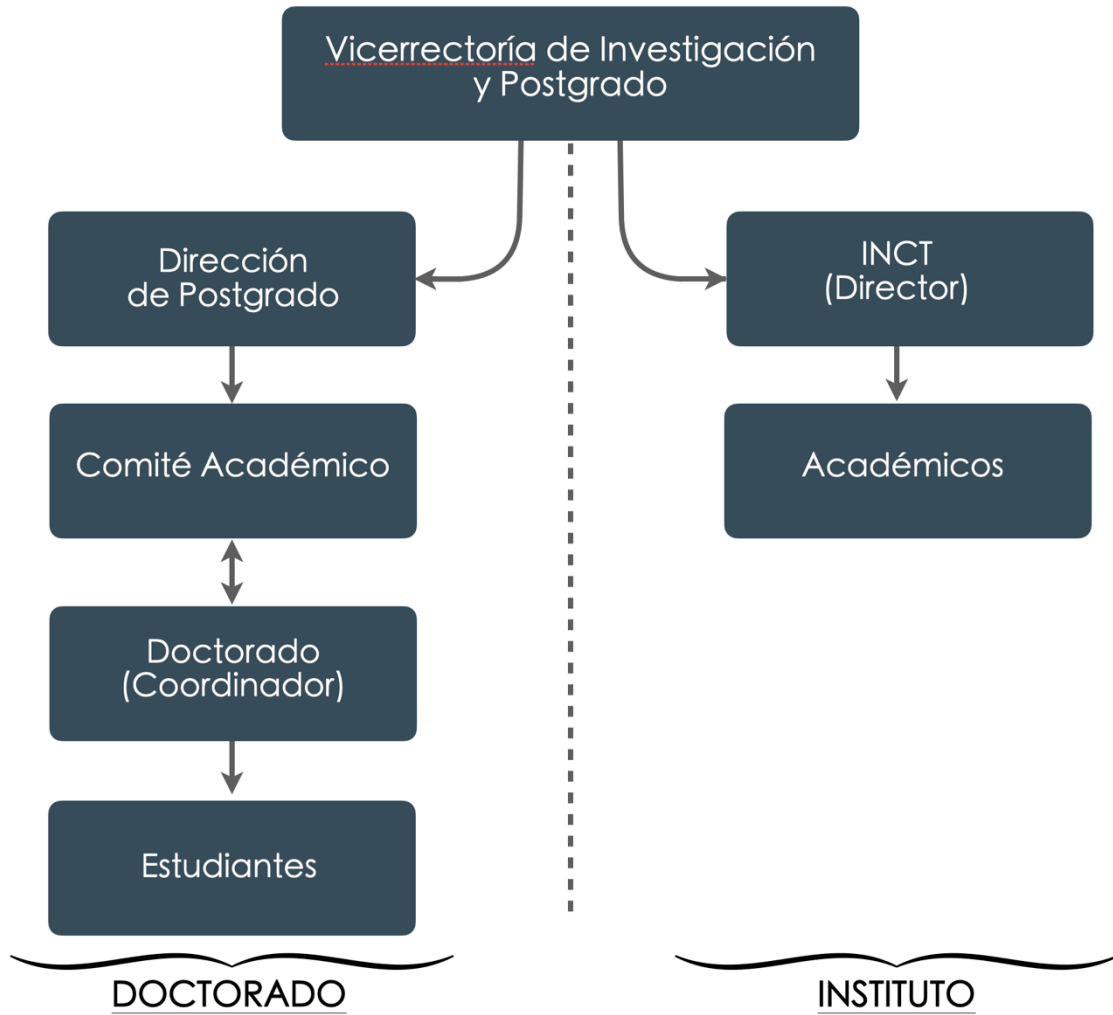 Vicerrectoría de Investigación
y Postgrado
Dirección
de Postgrado
INCT
(Director)
Comité Académico
Académicos
Doctorado
(Coordinador)
Estudiantes
DOCTORADO
INSTITUTO